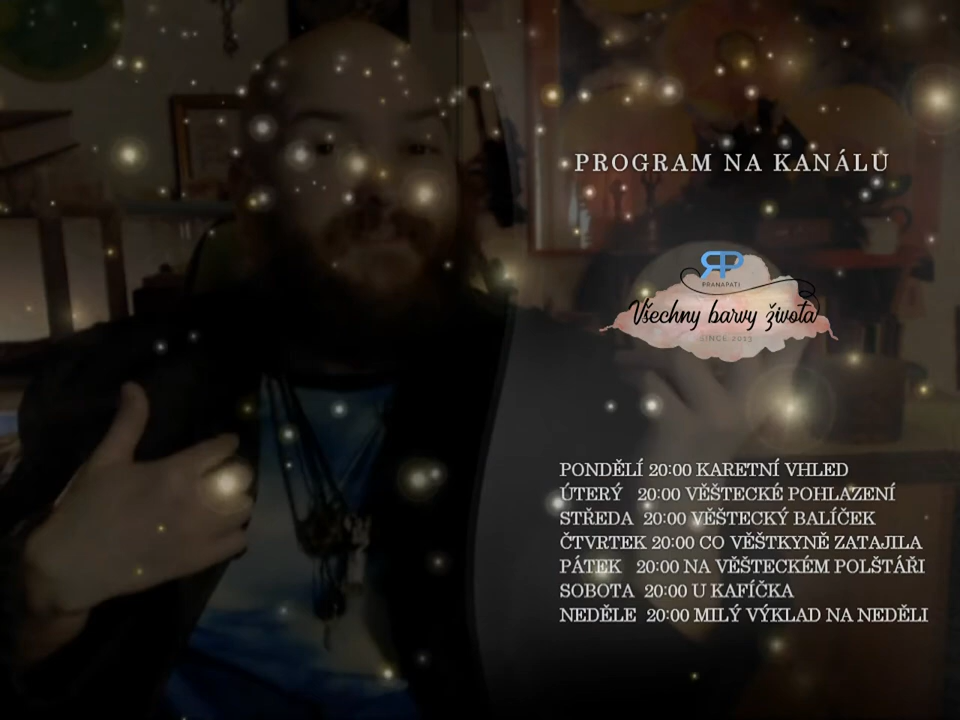 PROGRAM NA KANÁLU
RP
PRANAPATI
Všechny barvy života
SINCE 2013
PONDĚLÍ 20:00 KARETNÍ VHLED
ÚTERÝ 20:00 VĚŠTECKÉ POHLAZENÍ
STŘEDA 20:00 VĚŠTECKÝ BALÍČEK
ČTVRTEK 20:00 CO VĚŠTKYNĚ ZATAJILA
PÁTEK 20:00 NA VĚŠTECKÉM POLŠTÁŘI
SOBOTA 20:00 U KAFÍČKA
NEDĚLE 20:00 MILÝ VÝKLAD NA NEDĚLI